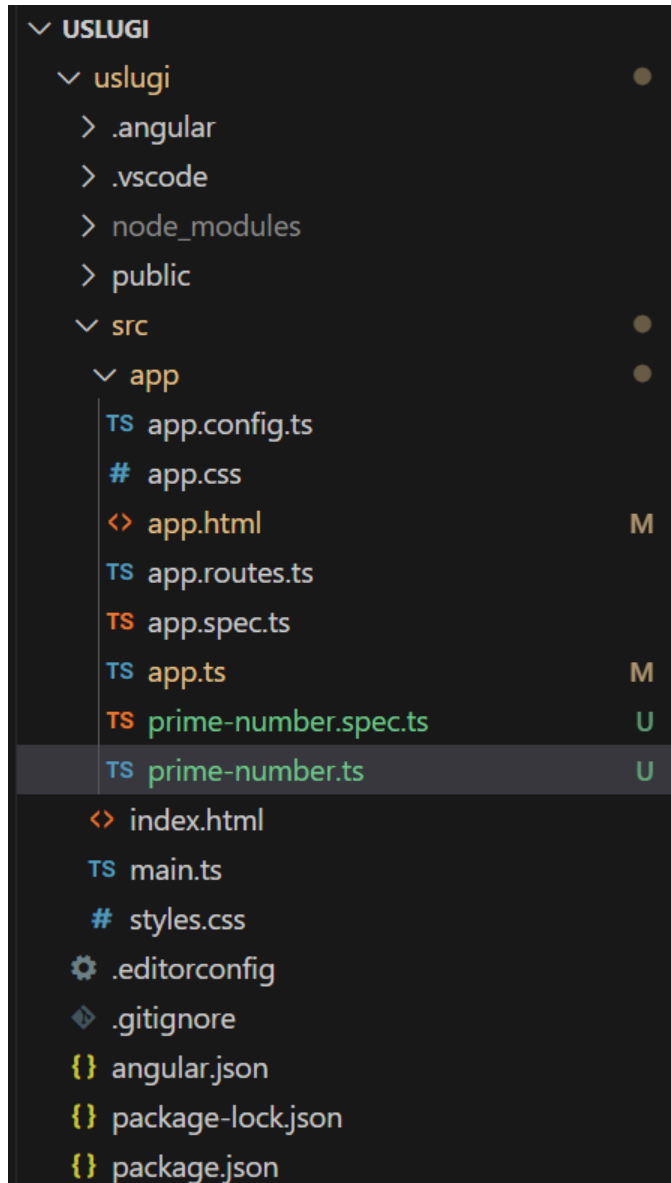 USLUGI
uslugi
.angular
.vscode
node_modules
public
src
app
TS app.config.ts
# app.css
<> app.html M
TS app.routes.ts
TS app.spec.ts
TS app.ts M
TS prime-number.spec.ts U
TS prime-number.ts U
<> index.html
TS main.ts
# styles.css
.editorconfig
.gitignore
{} angular.json
{} package-lock.json
{} package.json